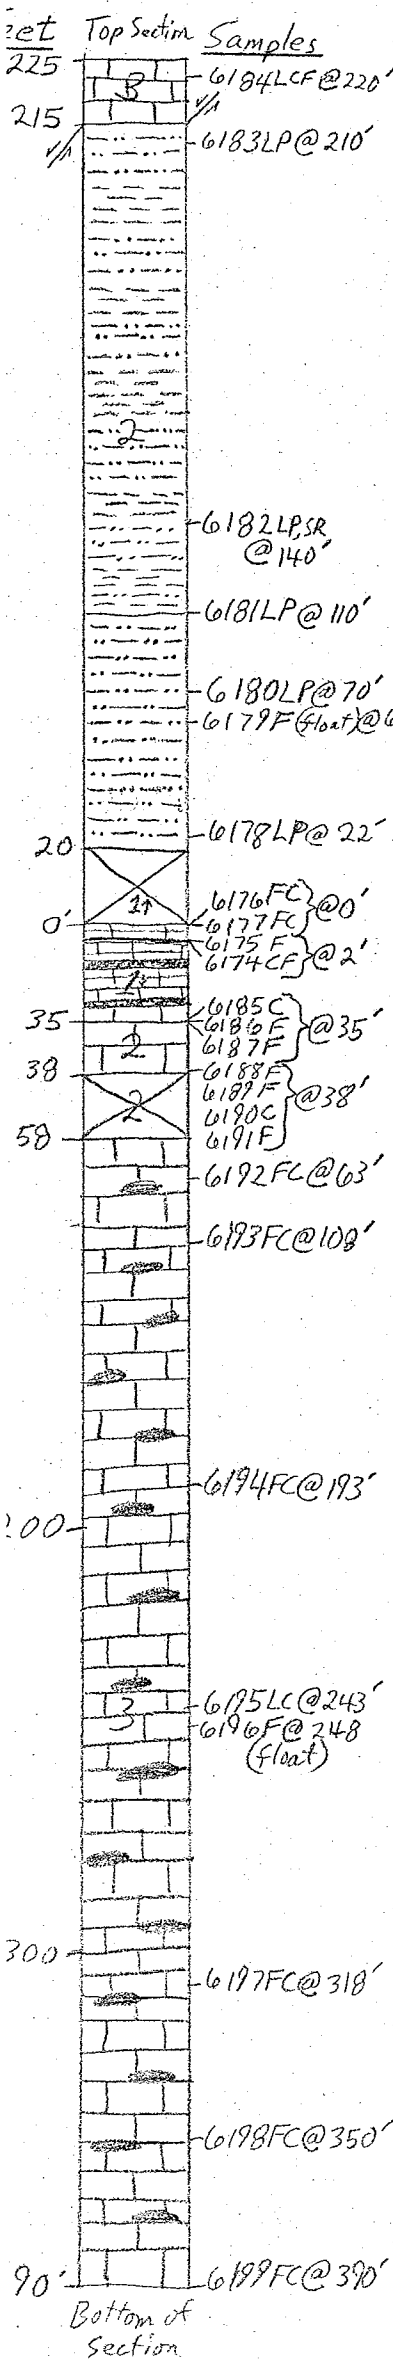 eet Top Section Samples
225
6184LCF@220'
3
215
6183LP@210'
2
6182LP,SR
@140'
6181LP@110'
6180LP@70'
6179F(float)@6
6178LP@22'
20
1↑
6176FC
0'
6177FC
@0'
6175F
6174CF
@2'
1↓
6185C
35
6186F
@35'
6187F
2
38
6188F
6189F
@38'
2
6190C
6191F
58
6192FC@63'
6193FC@108'
6194FC@193'
200
6195LC@243'
3
6196F@248
(float)
300
6197FC@318'
6198FC@350'
90'
6199FC@390'
Bottom of
Section